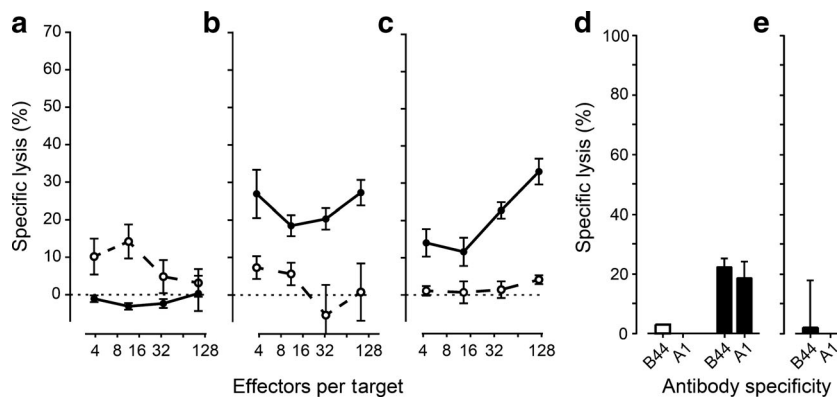 a b c d e
Specific lysis (%)
70
60
50
40
30
20
10
0
4 8 16 32 128
4 8 16 32 128
4 8 16 32 128
Effectors per target
Specific lysis (%)
100
80
60
40
20
0
B44 A1 B44 A1
B44 A1
Antibody specificity